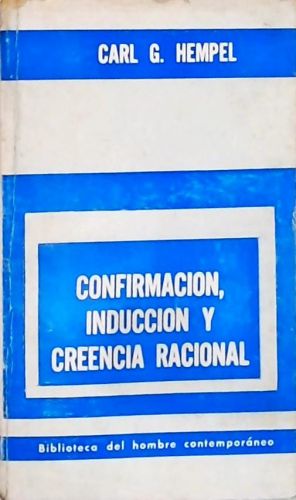 CARL G. HEMPEL
CONFIRMACION,
INDUCCION Y
CREENCIA RACIONAL
Biblioteca del hombre contemporáneo